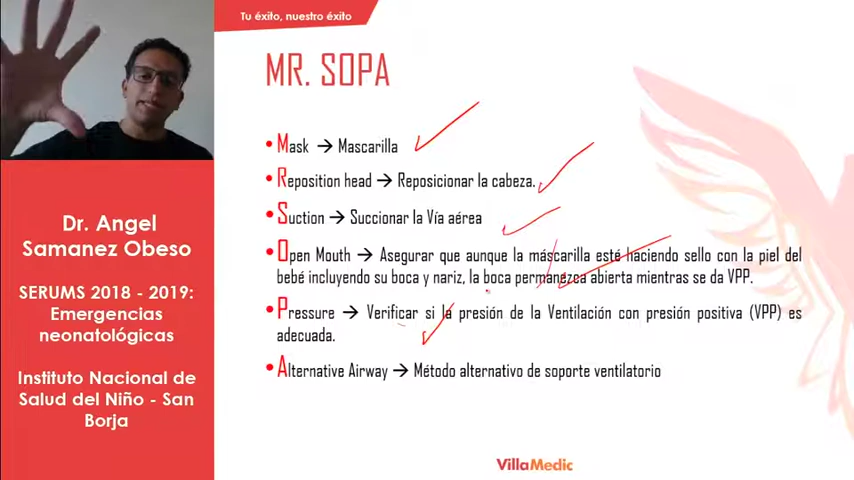 Tu éxito, nuestro éxito
MR. SOPA
• Mask → Mascarilla
• Reposition head → Reposicionar la cabeza.
• Suction → Succionar la Vía aérea
• Open Mouth → Asegurar que aunque la máscarilla esté haciendo sello con la piel del
bebé incluyendo su boca y nariz, la boca permanezca abierta mientras se da VPP.
• Pressure → Verificar si la presión de la Ventilación con presión positiva (VPP) es
adecuada.
• Alternative Airway → Método alternativo de soporte ventilatorio
Dr. Angel
Samanez Obeso
SERUMS 2018 - 2019:
Emergencias
neonatológicas
Instituto Nacional de
Salud del Niño - San
Borja
VillaMedic